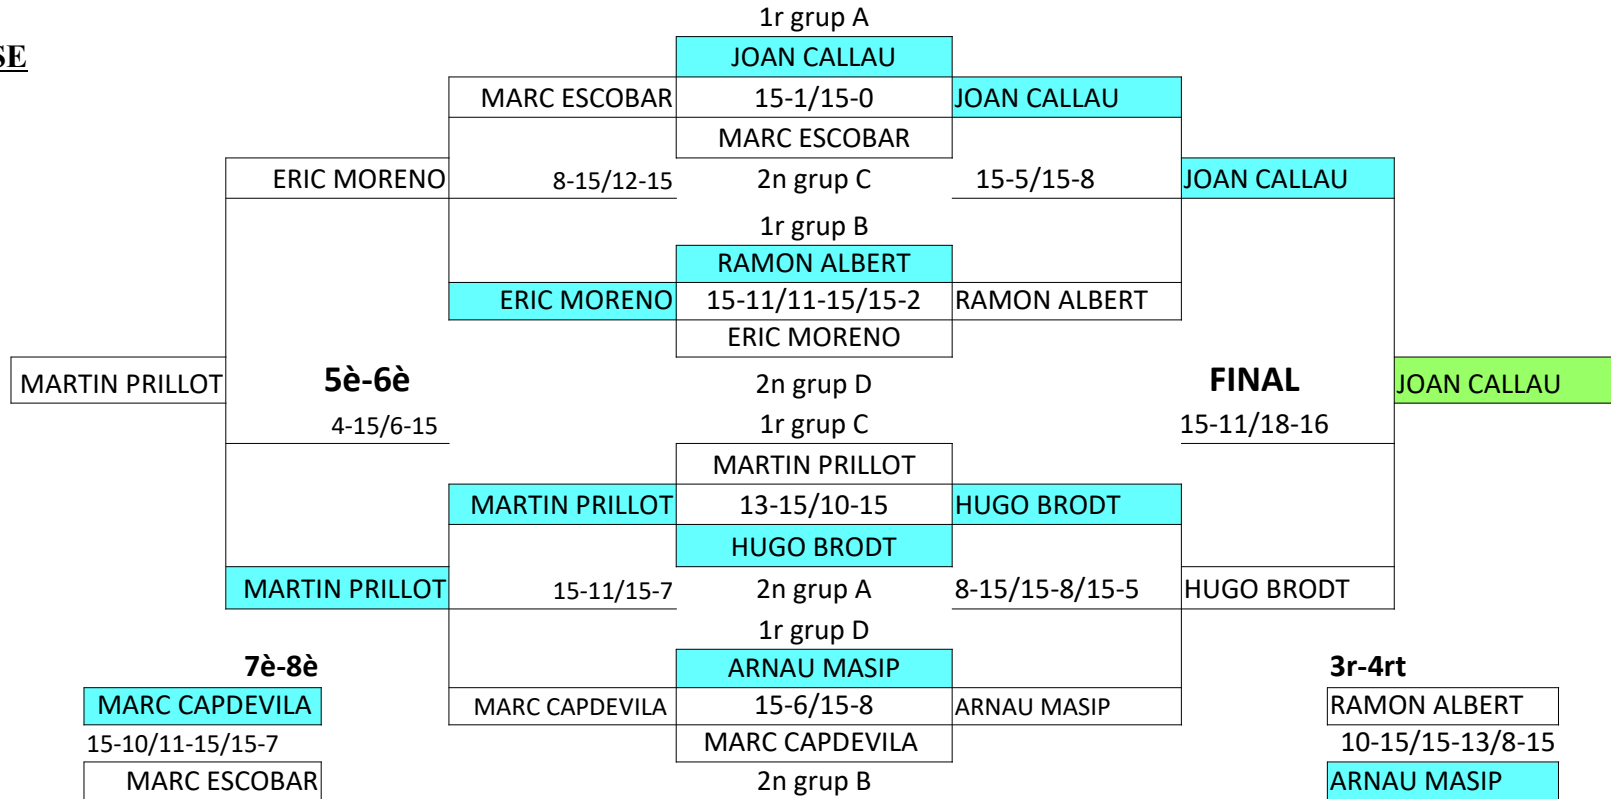 1r grup A
SE
JOAN CALLAU
MARC ESCOBAR 15-1/15-0 JOAN CALLAU
MARC ESCOBAR
ERIC MORENO 8-15/12-15 2n grup C 15-5/15-8 JOAN CALLAU
1r grup B
RAMON ALBERT
ERIC MORENO 15-11/11-15/15-2 RAMON ALBERT
ERIC MORENO
MARTIN PRILLOT 5è-6è 2n grup D FINAL JOAN CALLAU
4-15/6-15 1r grup C 15-11/18-16
MARTIN PRILLOT
MARTIN PRILLOT 13-15/10-15 HUGO BRODT
HUGO BRODT
MARTIN PRILLOT 15-11/15-7 2n grup A 8-15/15-8/15-5 HUGO BRODT
1r grup D
7è-8è ARNAU MASIP 3r-4rt
MARC CAPDEVILA MARC CAPDEVILA 15-6/15-8 ARNAU MASIP RAMON ALBERT
15-10/11-15/15-7 MARC CAPDEVILA 10-15/15-13/8-15
MARC ESCOBAR 2n grup B ARNAU MASIP